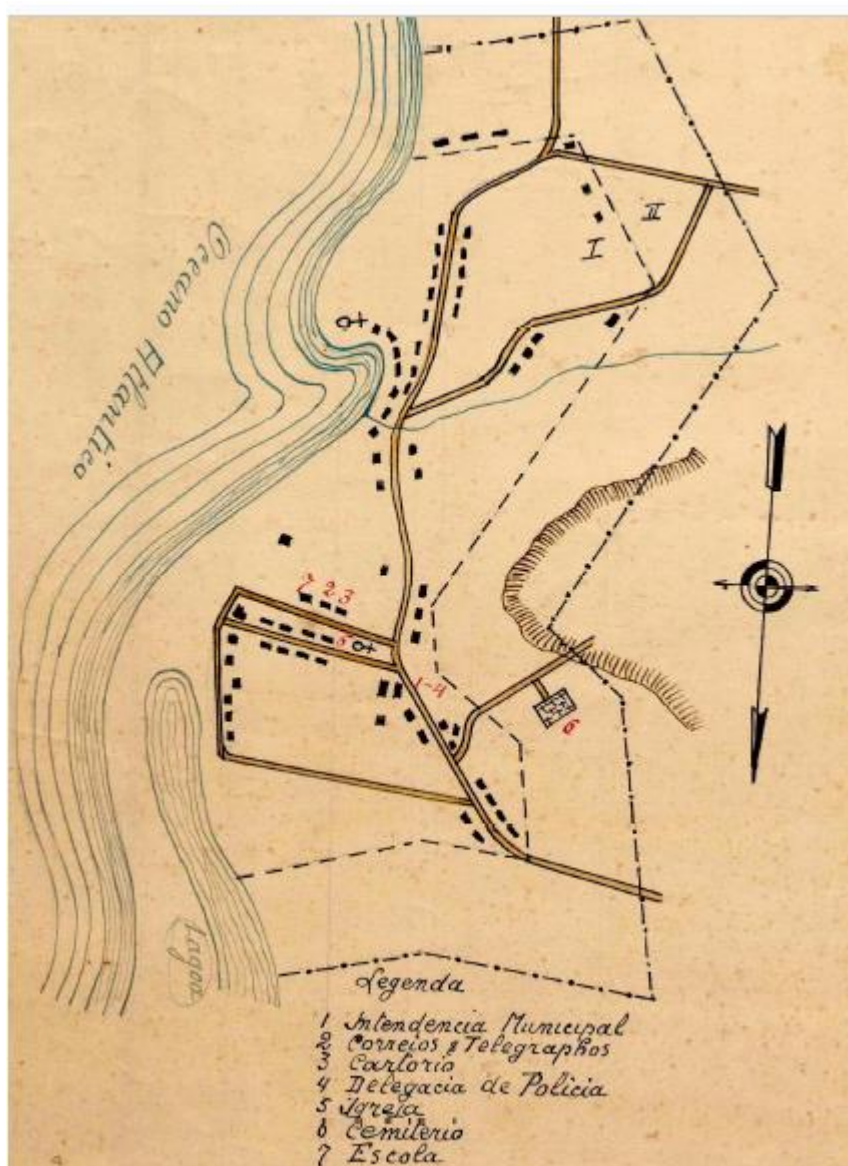 Oceano Atlantico
II
I
7 2 3
5
1-4
6
Lagoa
Legenda
1 Intendencia Municipal
2 Correios & Telegraphos
3 Cartorio
4 Delegacia de Policia
5 Igreja
6 Cemiterio
7 Escola